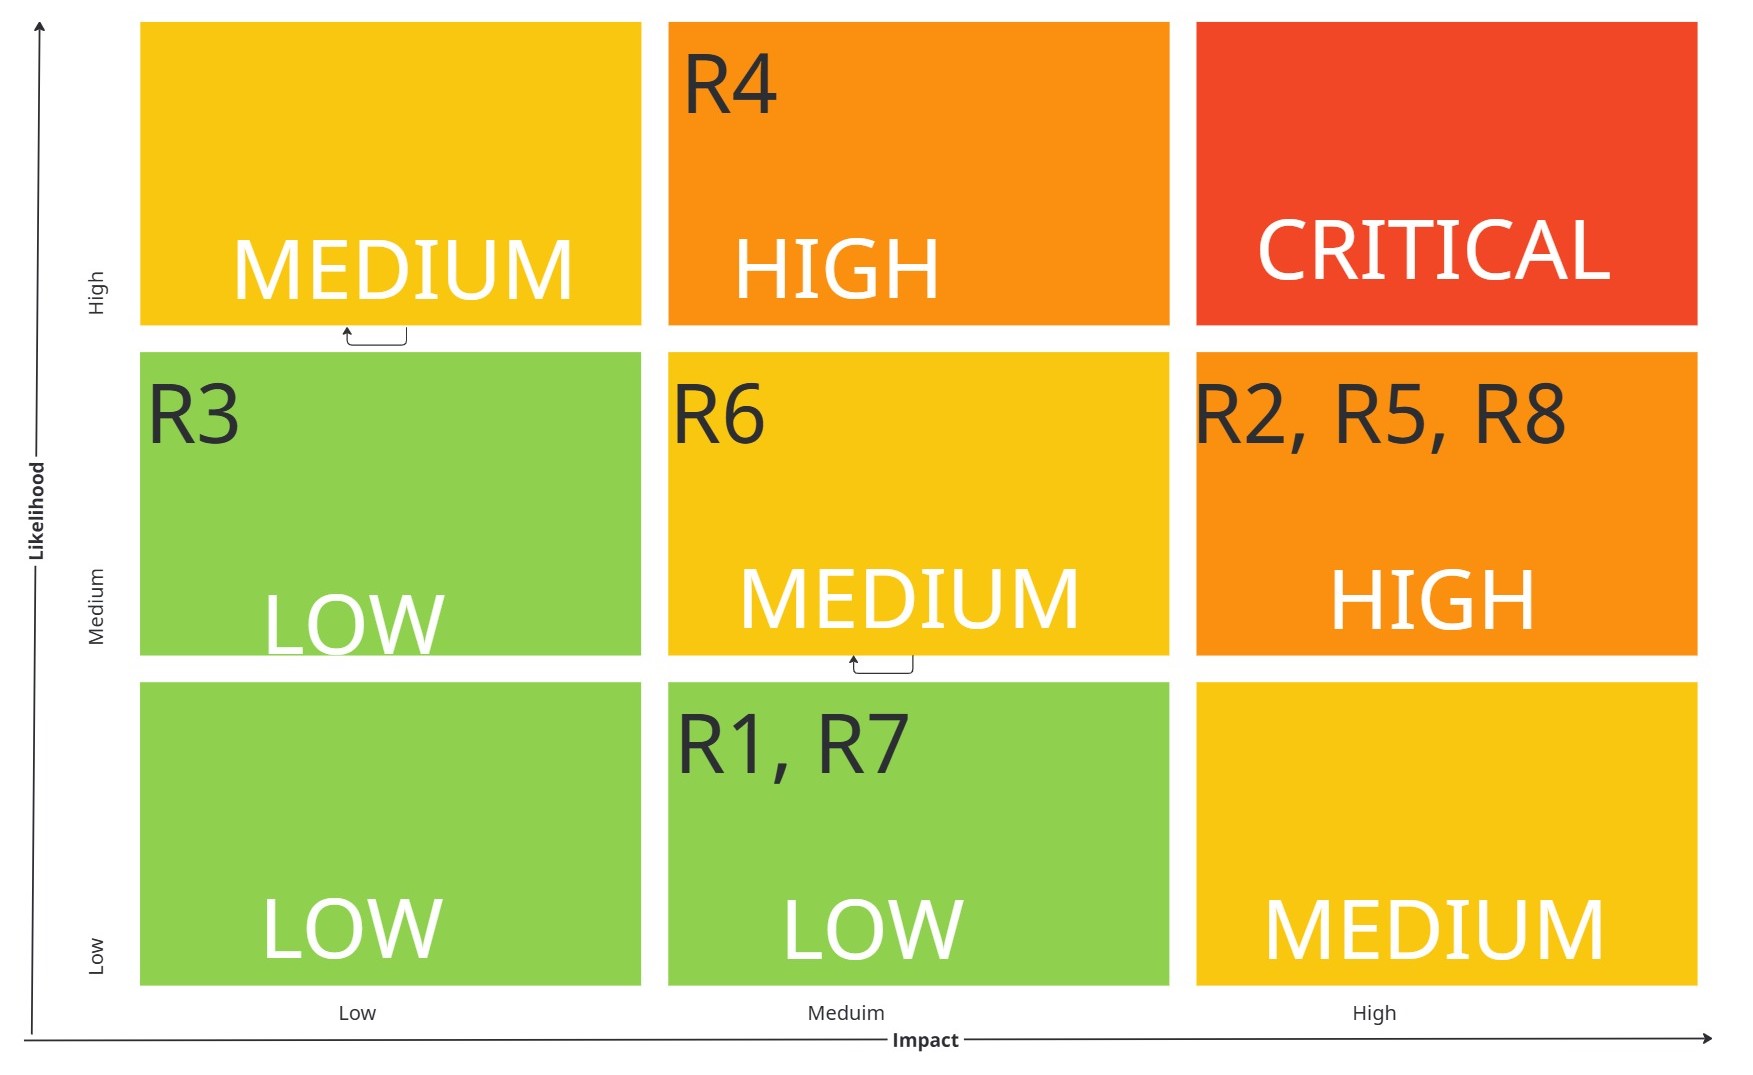 R4
MEDIUM
HIGH
CRITICAL
High
R3
R6
R2, R5, R8
Likelihood
LOW
MEDIUM
HIGH
Medium
R1, R7
LOW
LOW
MEDIUM
Low
Low
Meduim
High
Impact